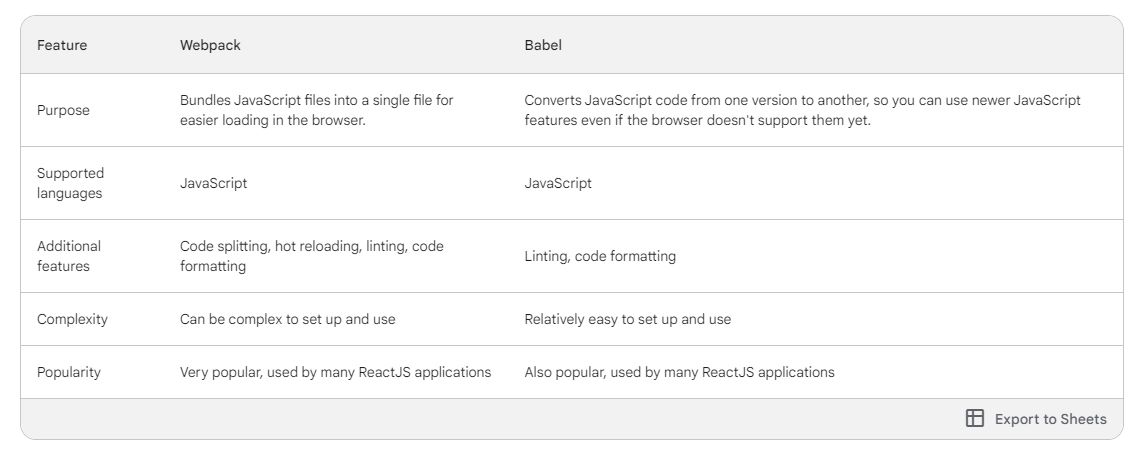 Feature Webpack Babel
Purpose
Bundles JavaScript files into a single file for
easier loading in the browser.
Converts JavaScript code from one version to another, so you can use newer JavaScript
features even if the browser doesn't support them yet.
Supported
languages
JavaScript
JavaScript
Additional
features
Code splitting, hot reloading, linting, code
formatting
Linting, code formatting
Complexity
Can be complex to set up and use
Relatively easy to set up and use
Popularity
Very popular, used by many ReactJS applications
Also popular, used by many ReactJS applications
Export to Sheets